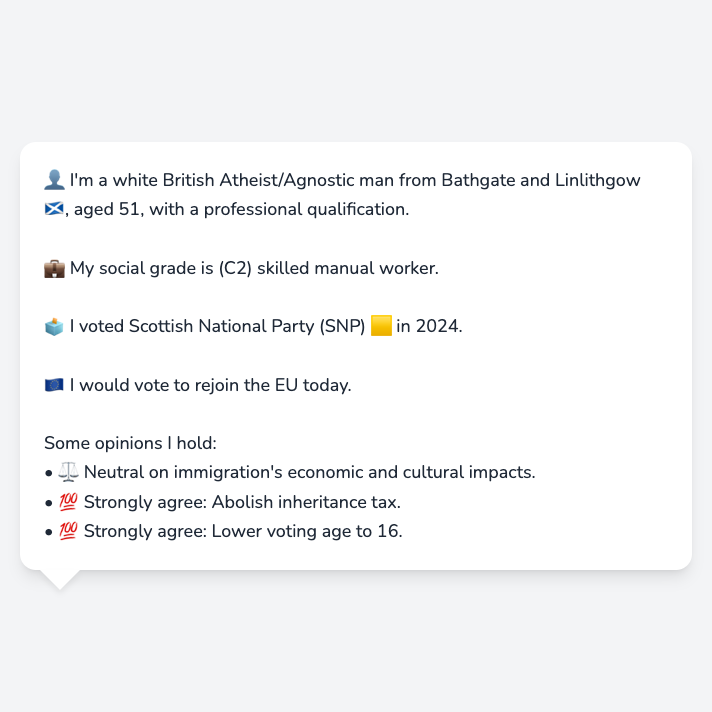 👤 I'm a white British Atheist/Agnostic man from Bathgate and Linlithgow
🏴󠁧󠁢󠁳󠁣󠁴󠁿, aged 51, with a professional qualification.
💼 My social grade is (C2) skilled manual worker.
🗳️ I voted Scottish National Party (SNP) 🟨 in 2024.
🇪🇺 I would vote to rejoin the EU today.
Some opinions I hold:
• ⚖️ Neutral on immigration's economic and cultural impacts.
• 💯 Strongly agree: Abolish inheritance tax.
• 💯 Strongly agree: Lower voting age to 16.